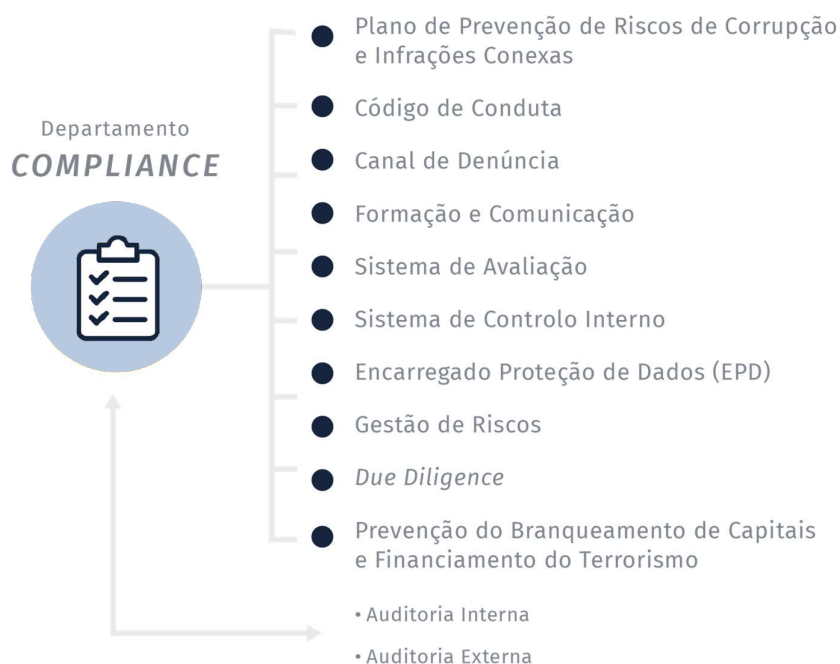 Departamento
COMPLIANCE
Plano de Prevenção de Riscos de Corrupção
e Infrações Conexas
Código de Conduta
Canal de Denúncia
Formação e Comunicação
Sistema de Avaliação
Sistema de Controlo Interno
Encarregado Proteção de Dados (EPD)
Gestão de Riscos
Due Diligence
Prevenção do Branqueamento de Capitais
e Financiamento do Terrorismo
• Auditoria Interna
• Auditoria Externa